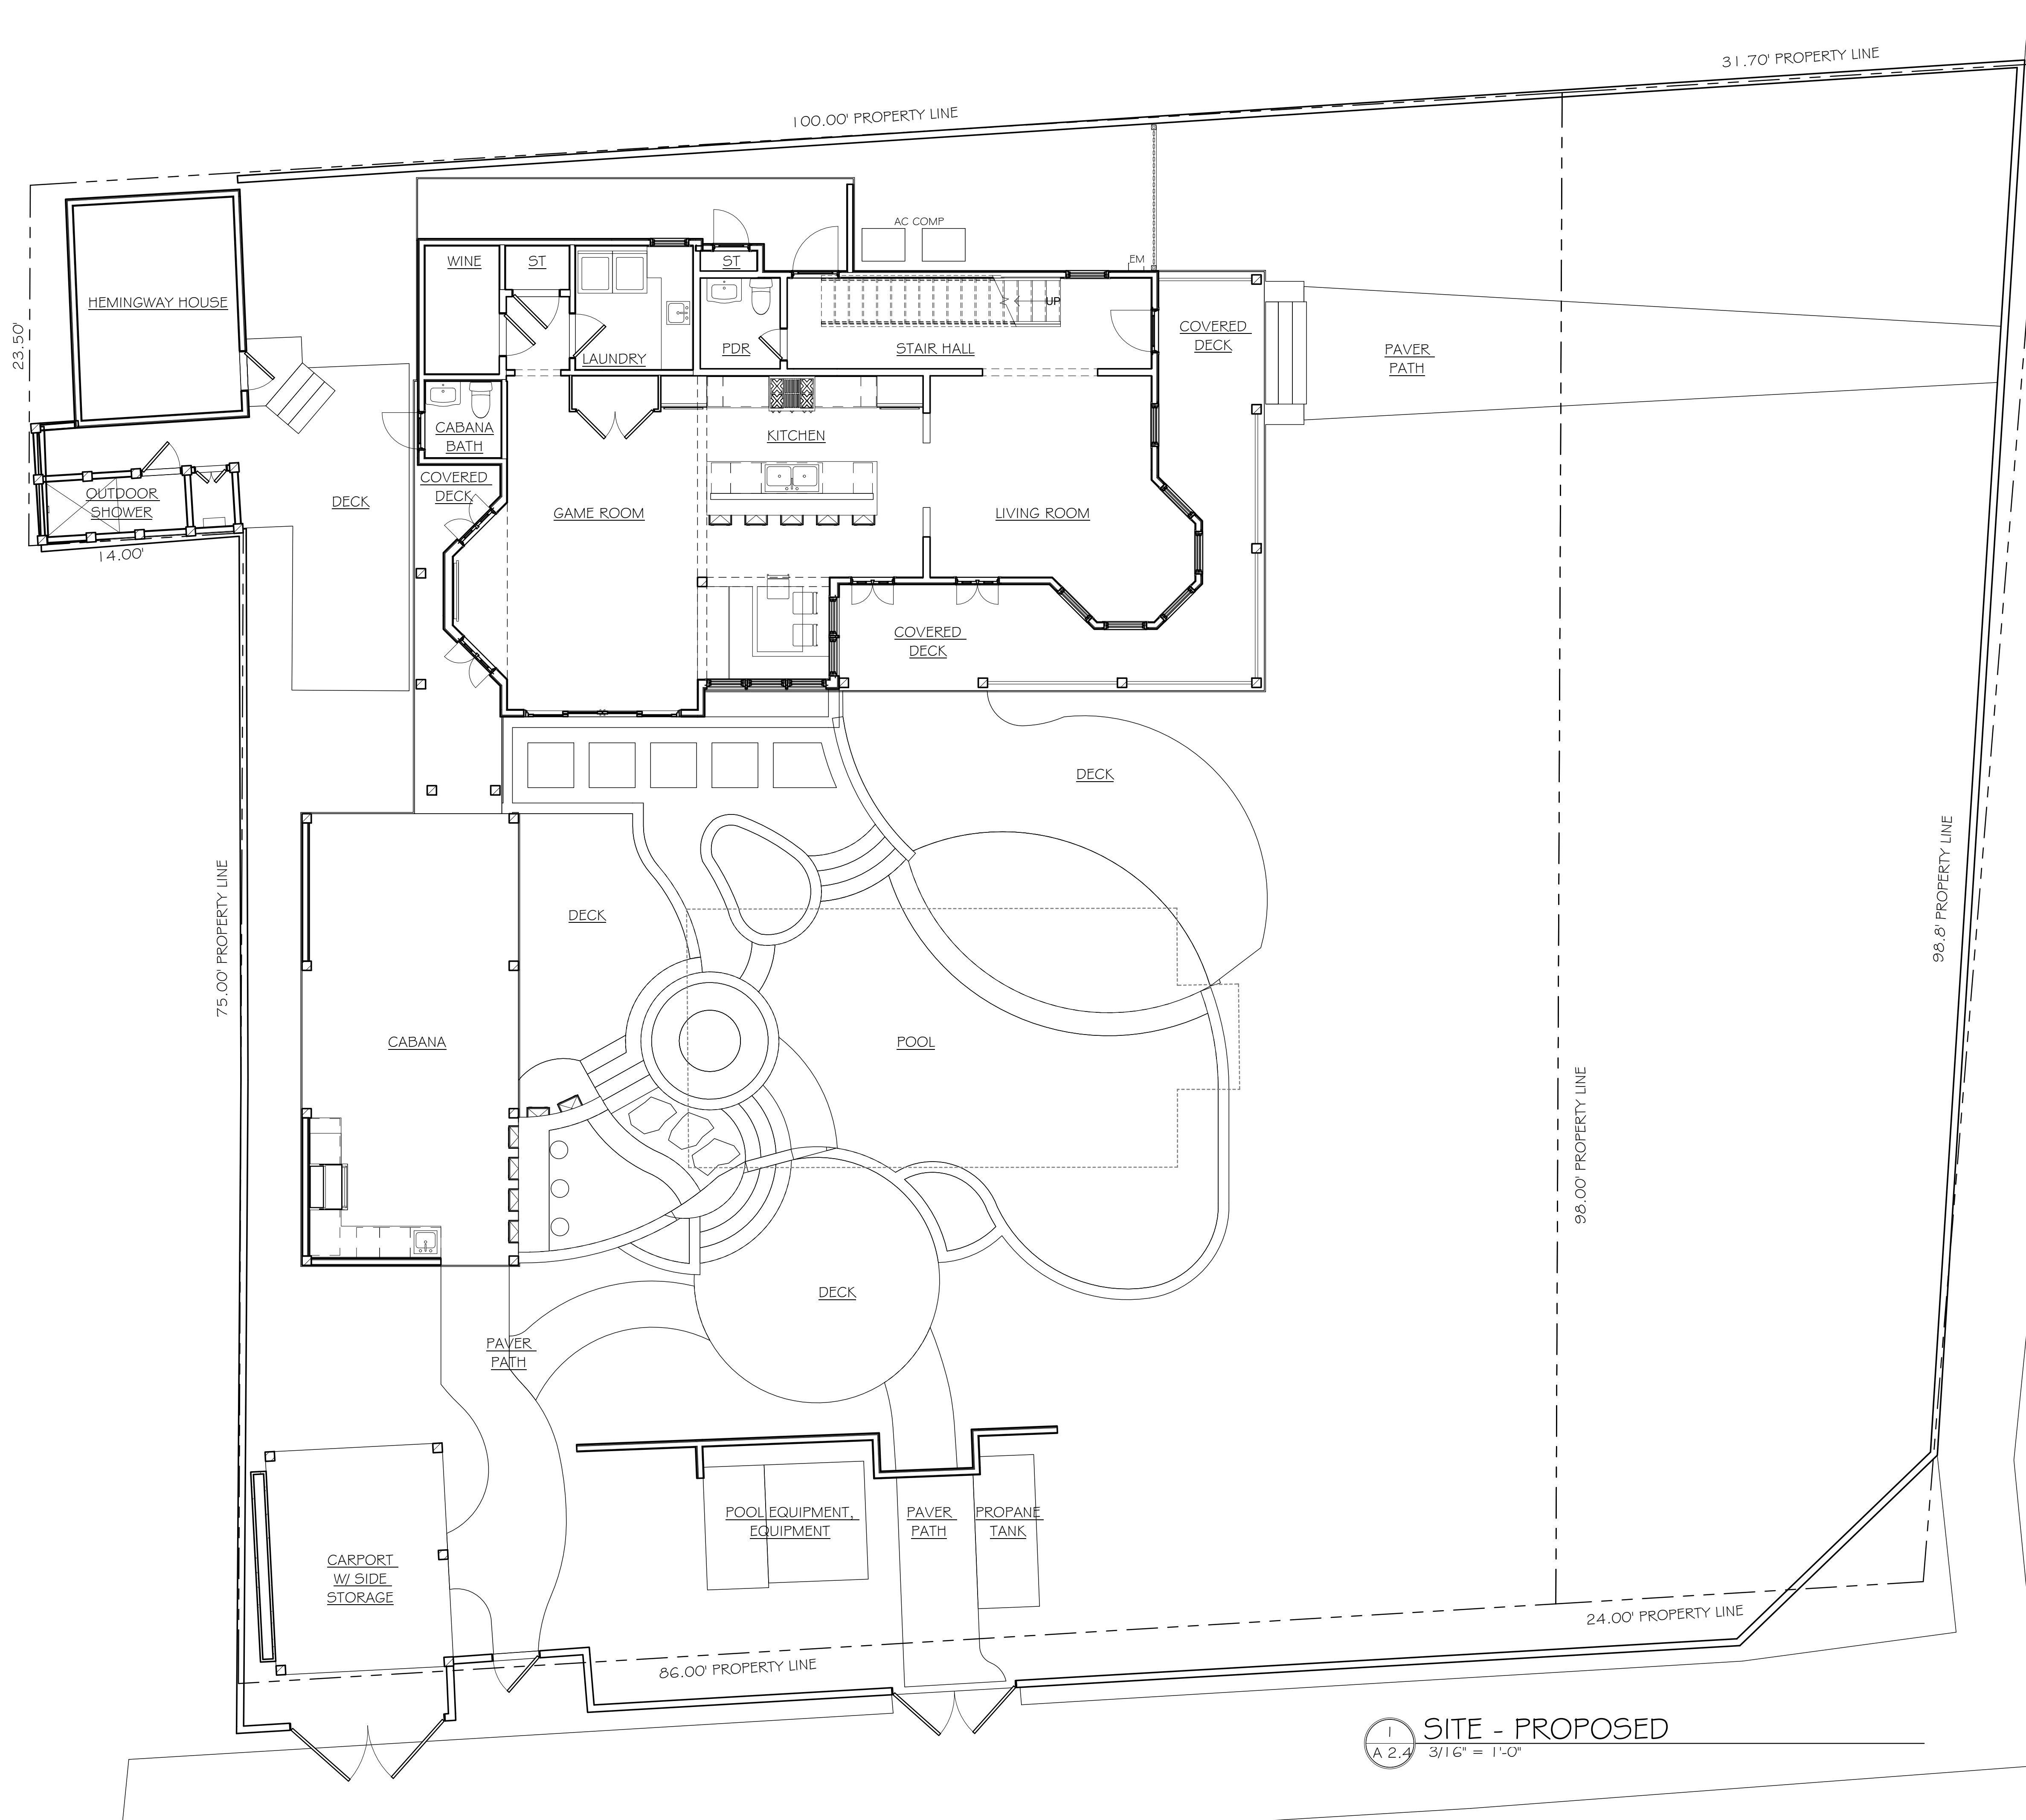 31.70' PROPERTY LINE
100.00' PROPERTY LINE
AC COMP
EM
WINE
ST
ST
HEMINGWAY HOUSE
23.50'
UP
COVERED
DECK
LAUNDRY
PDR
STAIR HALL
PAVER
PATH
CABANA
BATH
KITCHEN
COVERED
DECK
OUTDOOR
SHOWER
DECK
GAME ROOM
LIVING ROOM
14.00'
COVERED
DECK
DECK
75.00' PROPERTY LINE
DECK
98.8' PROPERTY LINE
CABANA
POOL
98.00' PROPERTY LINE
DECK
PAVER
PATH
POOL EQUIPMENT,
EQUIPMENT
PAVER
PATH
PROPANE
TANK
CARPORT
W/ SIDE
STORAGE
24.00' PROPERTY LINE
86.00' PROPERTY LINE
1
A 2.4
SITE - PROPOSED
3/16" = 1'-0"